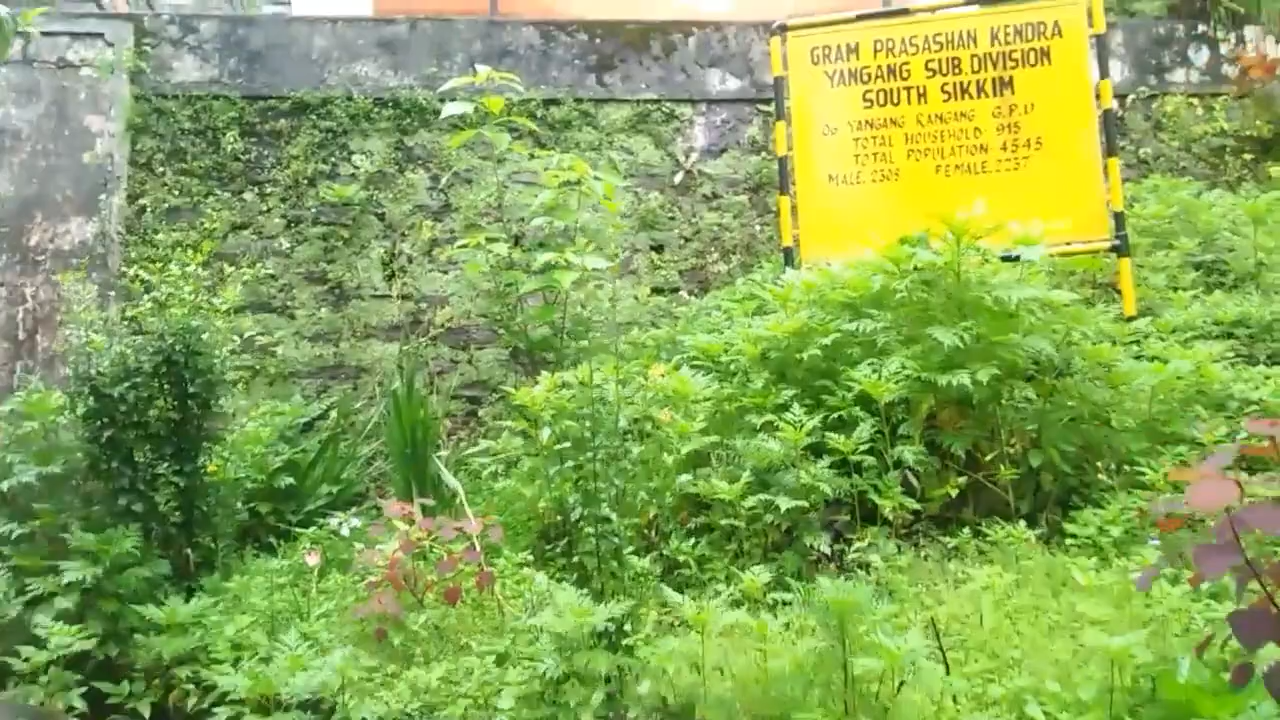 GRAM PRASASHAN KENDRA
YANGANG SUB.DIVISION
SOUTH SIKKIM
06 YANGANG RANGANG G.P.U
TOTAL HOUSEHOLD- 915
TOTAL POPULATION-4545
MALE. 2308 FEMALE.2237